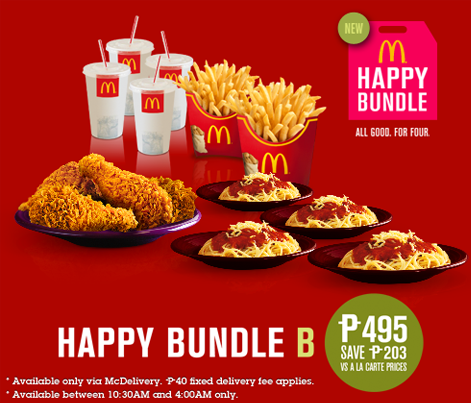 NEW
HAPPY
BUNDLE
ALL GOOD. FOR FOUR.
HAPPY BUNDLE B
₱495
SAVE ₱203
VS A LA CARTE PRICES
* Available only via McDelivery. ₱40 fixed delivery fee applies.
* Available between 10:30AM and 4:00AM only.